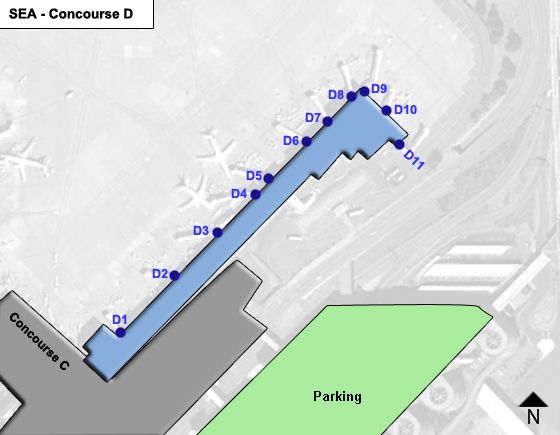 SEA - Concourse D
D8
D9
D10
D7
D6
D11
D5
D4
D3
D2
D1
Concourse C
Parking
N